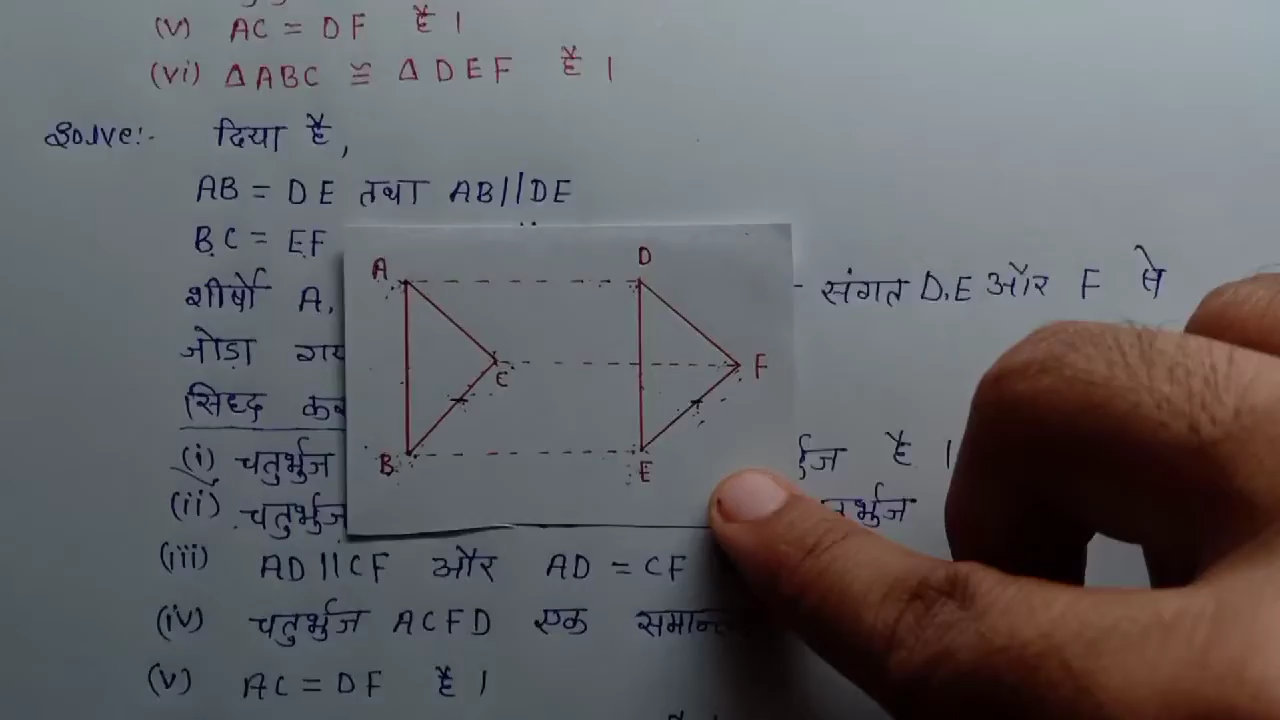 (v) AC = DF है ।
(vi) ΔABC ≅ ΔDEF है ।
Solve:- दिया है,
AB = DE तथा AB//DE
BC = EF
शीर्षो A, संगत D,E और F से
जोड़ा गय
सिध्द कर
(i) चतुर्भुज र्भुज है ।
(ii) चतुर्भुज तुर्भुज
(iii) AD||CF और AD = CF
(iv) चतुर्भुज ACFD एक समान्त
(v) AC = DF है ।
A D
C F
B E